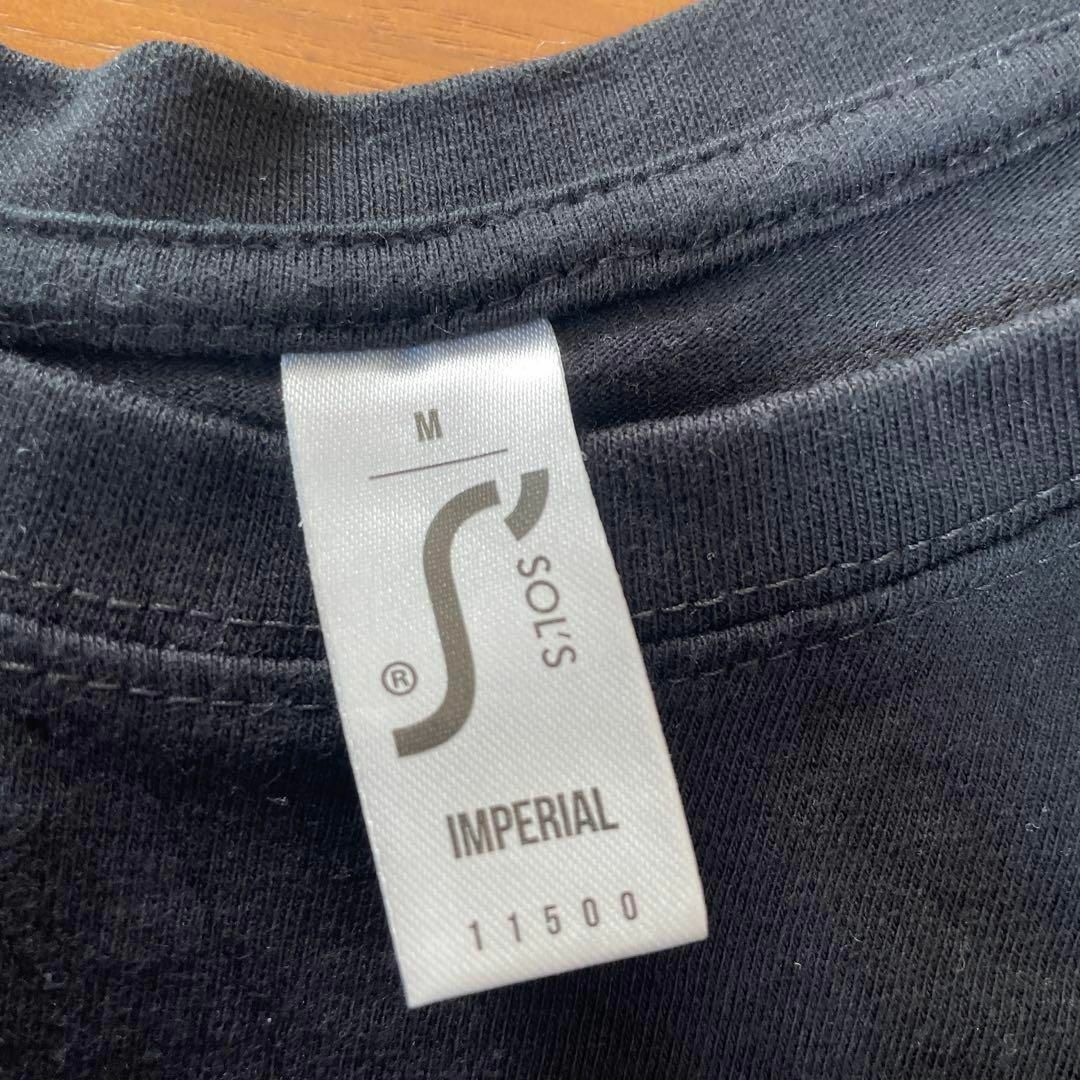 M
SOL'S
®
IMPERIAL
11500